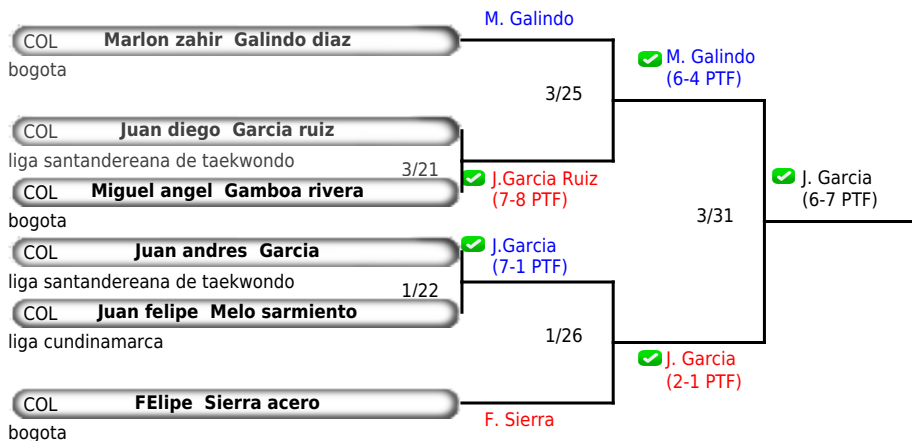 M. Galindo
COL Marlon zahir Galindo diaz
bogota
M. Galindo
(6-4 PTF)
3/25
COL Juan diego Garcia ruiz
liga santandereana de taekwondo
3/21
COL Miguel angel Gamboa rivera
bogota
J.Garcia Ruiz
(7-8 PTF)
J. Garcia
(6-7 PTF)
3/31
COL Juan andres Garcia
liga santandereana de taekwondo
J.Garcia
(7-1 PTF)
1/22
COL Juan felipe Melo sarmiento
liga cundinamarca
1/26
J. Garcia
(2-1 PTF)
COL FElipe Sierra acero
bogota
F. Sierra